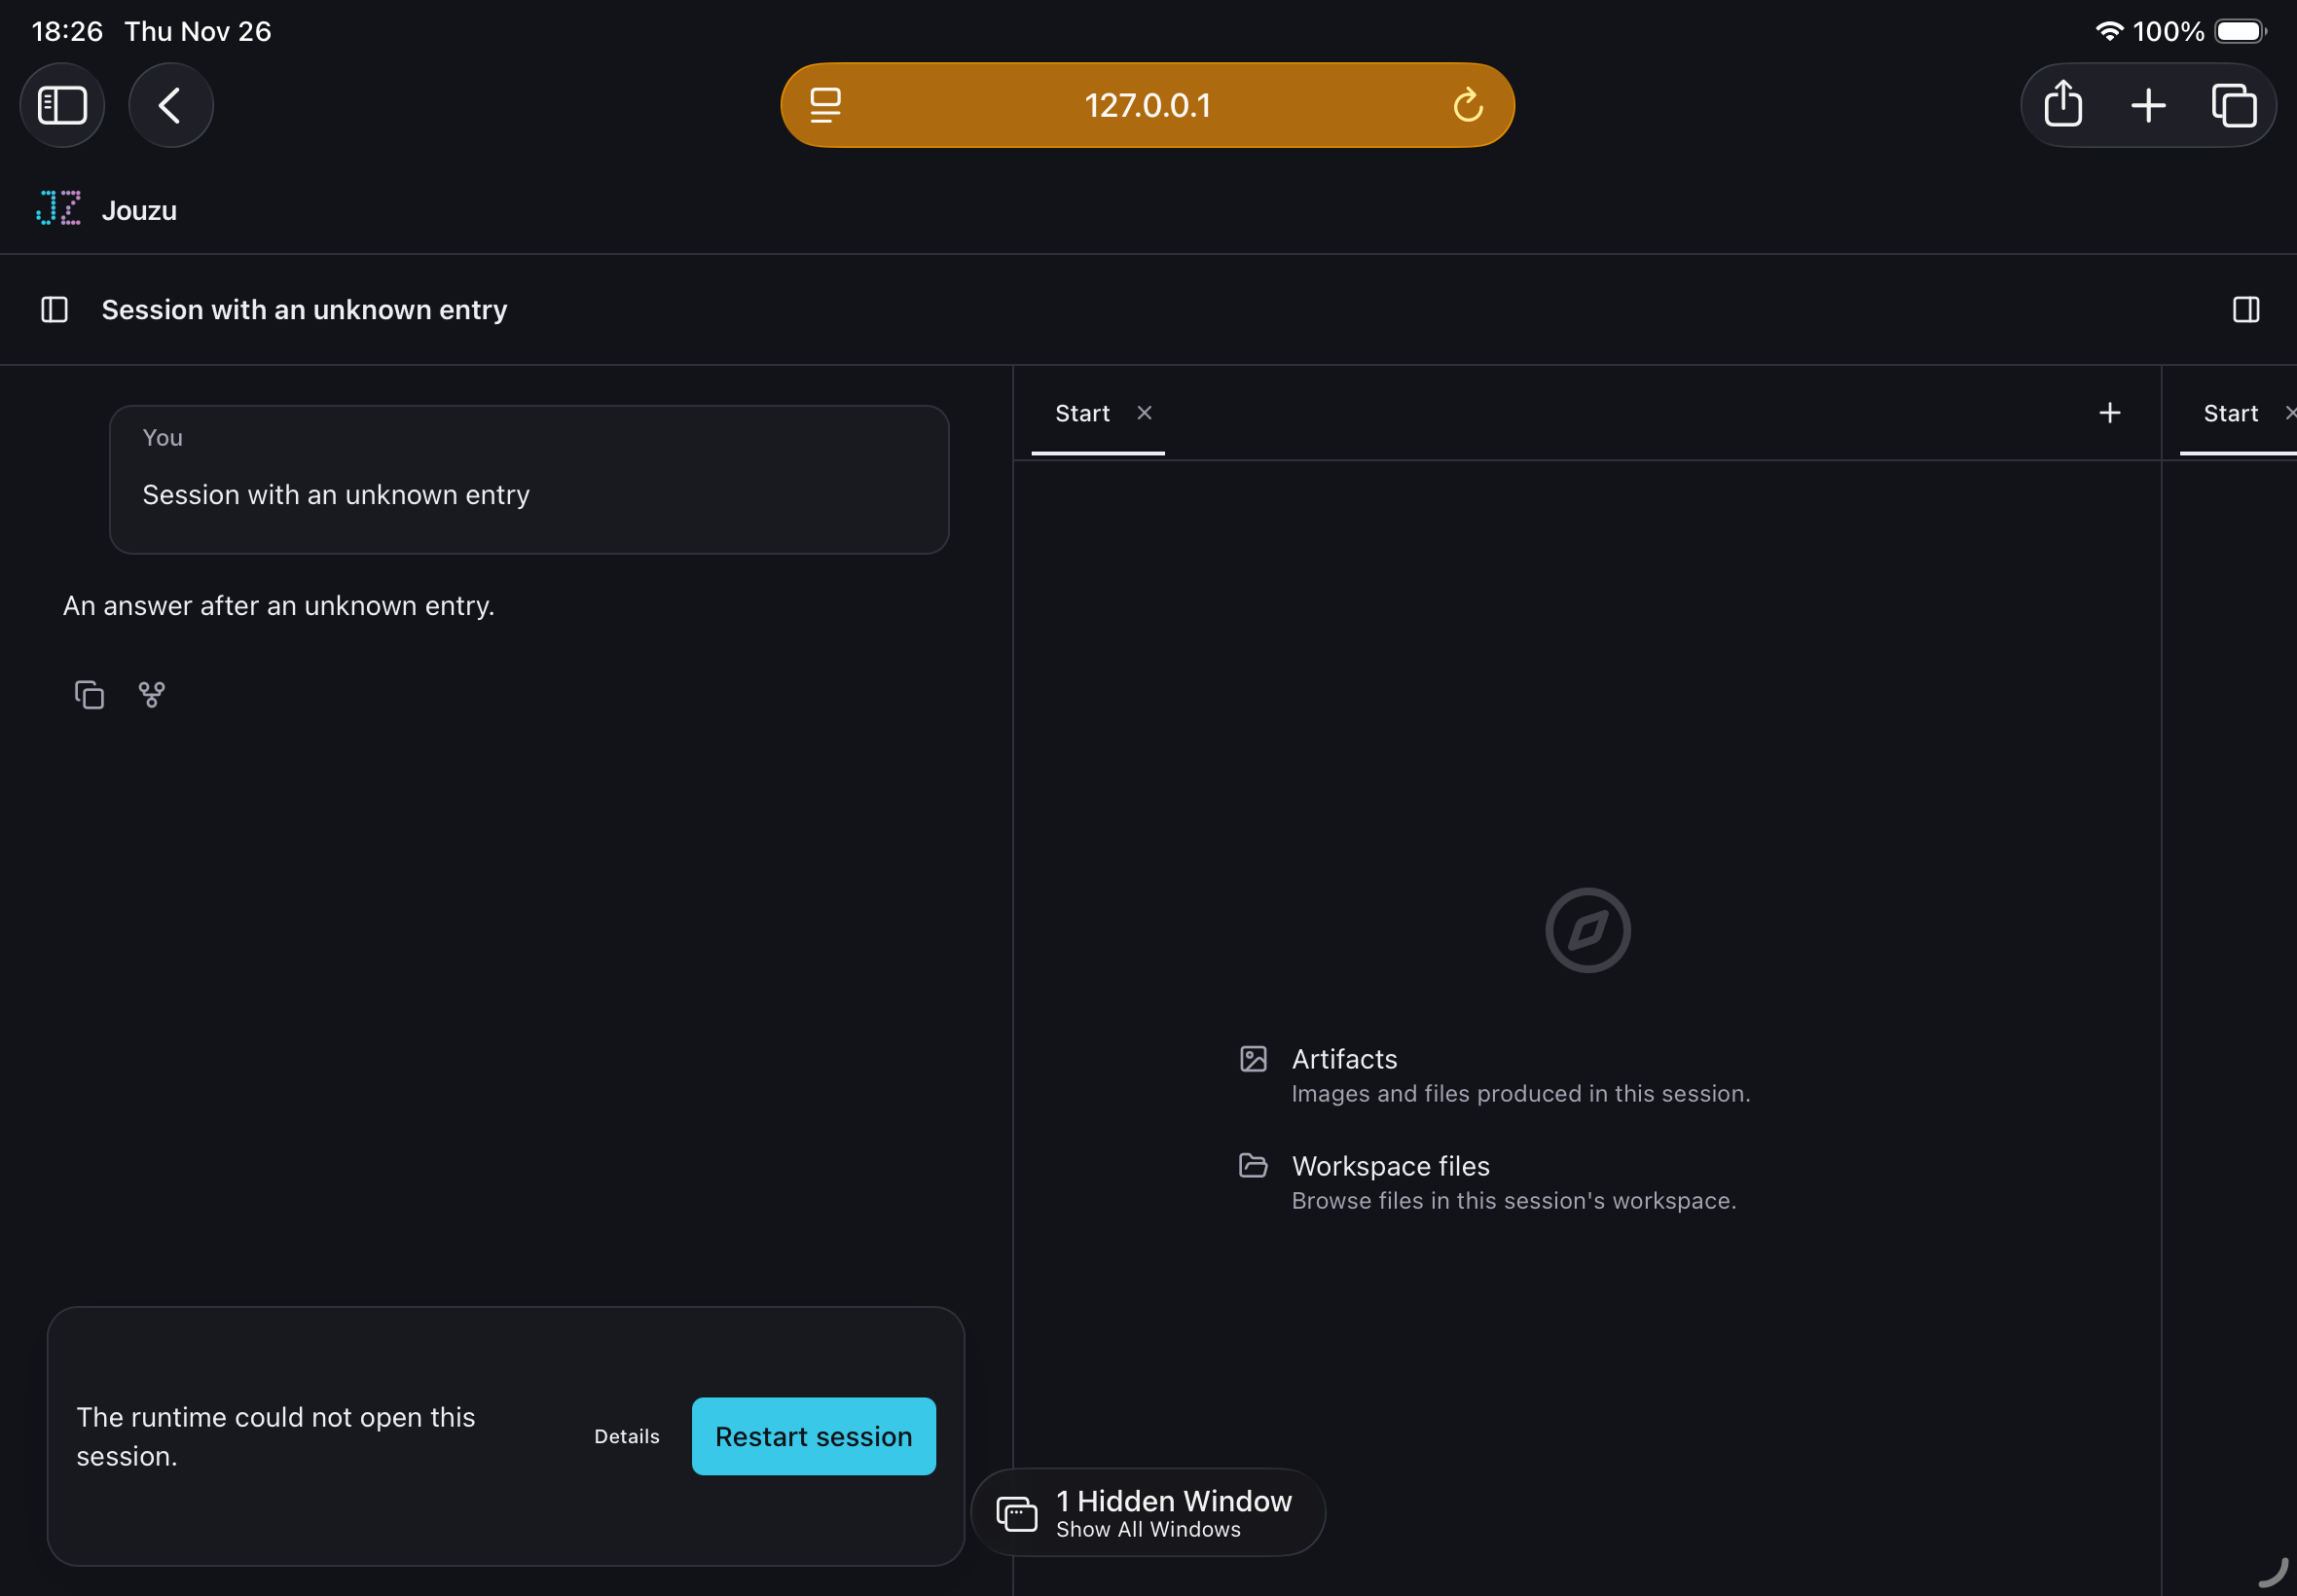 18:26 Thu Nov 26
100%
127.0.0.1
JZ Jouzu
Session with an unknown entry
You
Session with an unknown entry
An answer after an unknown entry.
The runtime could not open this
session.
Details
Restart session
Start
Start
Artifacts
Images and files produced in this session.
Workspace files
Browse files in this session's workspace.
1 Hidden Window
Show All Windows